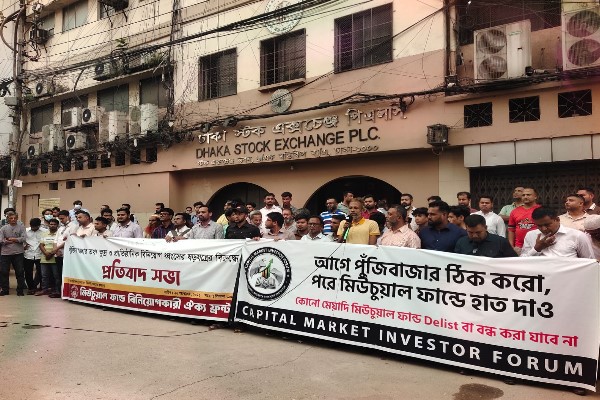 ঢাকা স্টক এক্সচেঞ্জ পিএলসি
DHAKA STOCK EXCHANGE PLC.
প্রতিবাদ সভা
মিউচুয়াল ফান্ডে বিনিয়োগকারী ঐক্য ফ্রন্ট
আগে পুঁজিবাজার ঠিক করো,
পরে মিউচুয়াল ফান্ডে হাত দাও
কোনো মেয়াদি মিউচুয়াল ফান্ড Delist বা বন্ধ করা যাবে না
CAPITAL MARKET INVESTOR FORUM